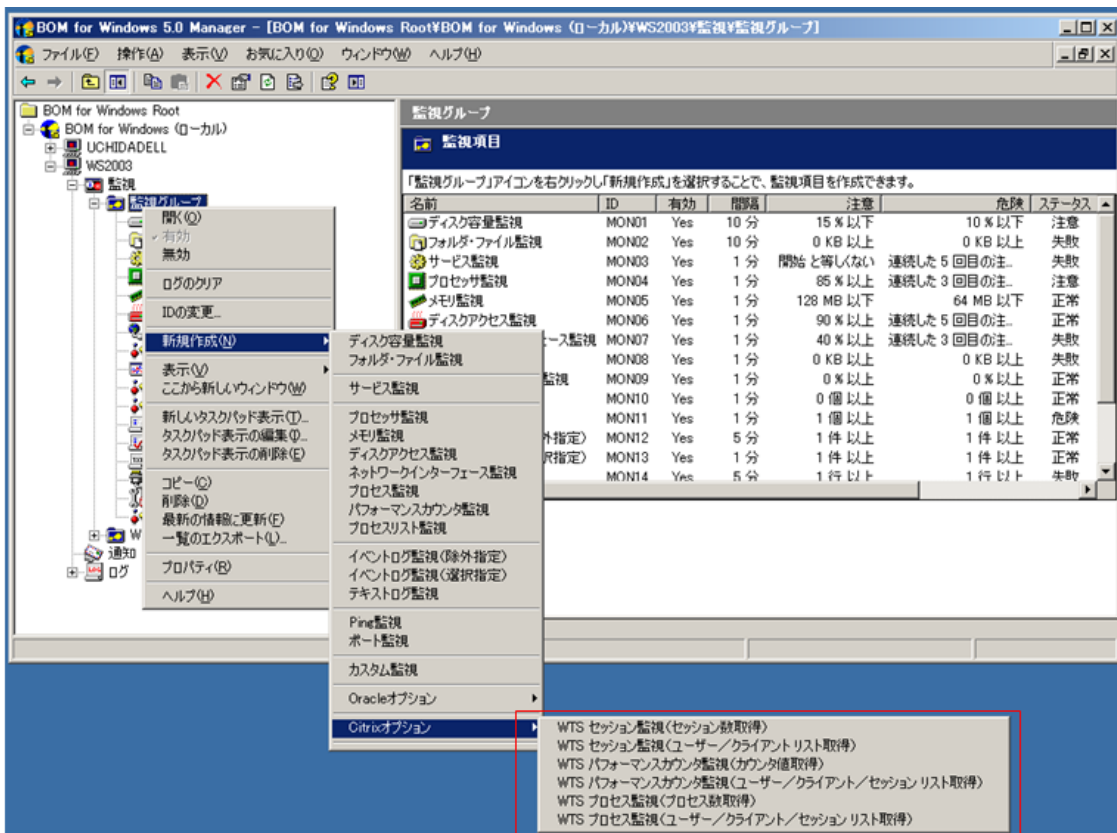 BOM for Windows 5.0 Manager - [BOM for Windows Root¥BOM for Windows (ローカル)¥WS2003¥監視¥監視グループ]
ファイル(F) 操作(A) 表示(V) お気に入り(O) ウィンドウ(W) ヘルプ(H)
BOM for Windows Root
BOM for Windows (ローカル)
UCHIDADELL
WS2003
監視
監視グループ
W
通知
ログ
開く(O)
有効
無効
ログのクリア
IDの変更...
新規作成(N)
表示(V)
ここから新しいウィンドウ(W)
新しいタスクパッド表示(T)...
タスクパッド表示の編集(I)...
タスクパッド表示の削除(E)
コピー(C)
削除(D)
最新の情報に更新(F)
一覧のエクスポート(L)...
プロパティ(R)
ヘルプ(H)
ディスク容量監視
フォルダ・ファイル監視
サービス監視
プロセッサ監視
メモリ監視
ディスクアクセス監視
ネットワークインターフェース監視
プロセス監視
パフォーマンスカウンタ監視
プロセスリスト監視
イベントログ監視(除外指定)
イベントログ監視(選択指定)
テキストログ監視
Ping監視
ポート監視
カスタム監視
Oracleオプション
Citrixオプション
WTS セッション監視(セッション数取得)
WTS セッション監視(ユーザー/クライアント リスト取得)
WTS パフォーマンスカウンタ監視(カウンタ値取得)
WTS パフォーマンスカウンタ監視(ユーザー/クライアント/セッション リスト取得)
WTS プロセス監視(プロセス数取得)
WTS プロセス監視(ユーザー/クライアント/セッション リスト取得)
監視グループ
監視項目
「監視グループ」アイコンを右クリックし「新規作成」を選択することで、監視項目を作成できます。
名前 ID 有効 間隔 注意 危険 ステータス
ディスク容量監視 MON01 Yes 10 分 15 % 以下 10 % 以下 注意
フォルダ・ファイル監視 MON02 Yes 10 分 0 KB 以上 0 KB 以上 失敗
サービス監視 MON03 Yes 1 分 開始 と等しくない 連続した 5 回目の注... 失敗
プロセッサ監視 MON04 Yes 1 分 85 % 以上 連続した 3 回目の注... 注意
メモリ監視 MON05 Yes 1 分 128 MB 以下 64 MB 以下 正常
ディスクアクセス監視 MON06 Yes 1 分 90 % 以上 連続した 5 回目の注... 正常
ース監視 MON07 Yes 1 分 40 % 以上 連続した 3 回目の注... 失敗
MON08 Yes 1 分 0 KB 以上 0 KB 以上 失敗
監視 MON09 Yes 1 分 0 % 以上 0 % 以上 正常
MON10 Yes 1 分 0 個 以上 0 個 以上 正常
MON11 Yes 1 分 1 個 以上 1 個 以上 危険
外指定) MON12 Yes 5 分 1 件 以上 1 件 以上 正常
択指定) MON13 Yes 1 分 1 件 以上 1 件 以上 正常
MON14 Yes 5 分 1 行 以上 1 行 以上 失敗